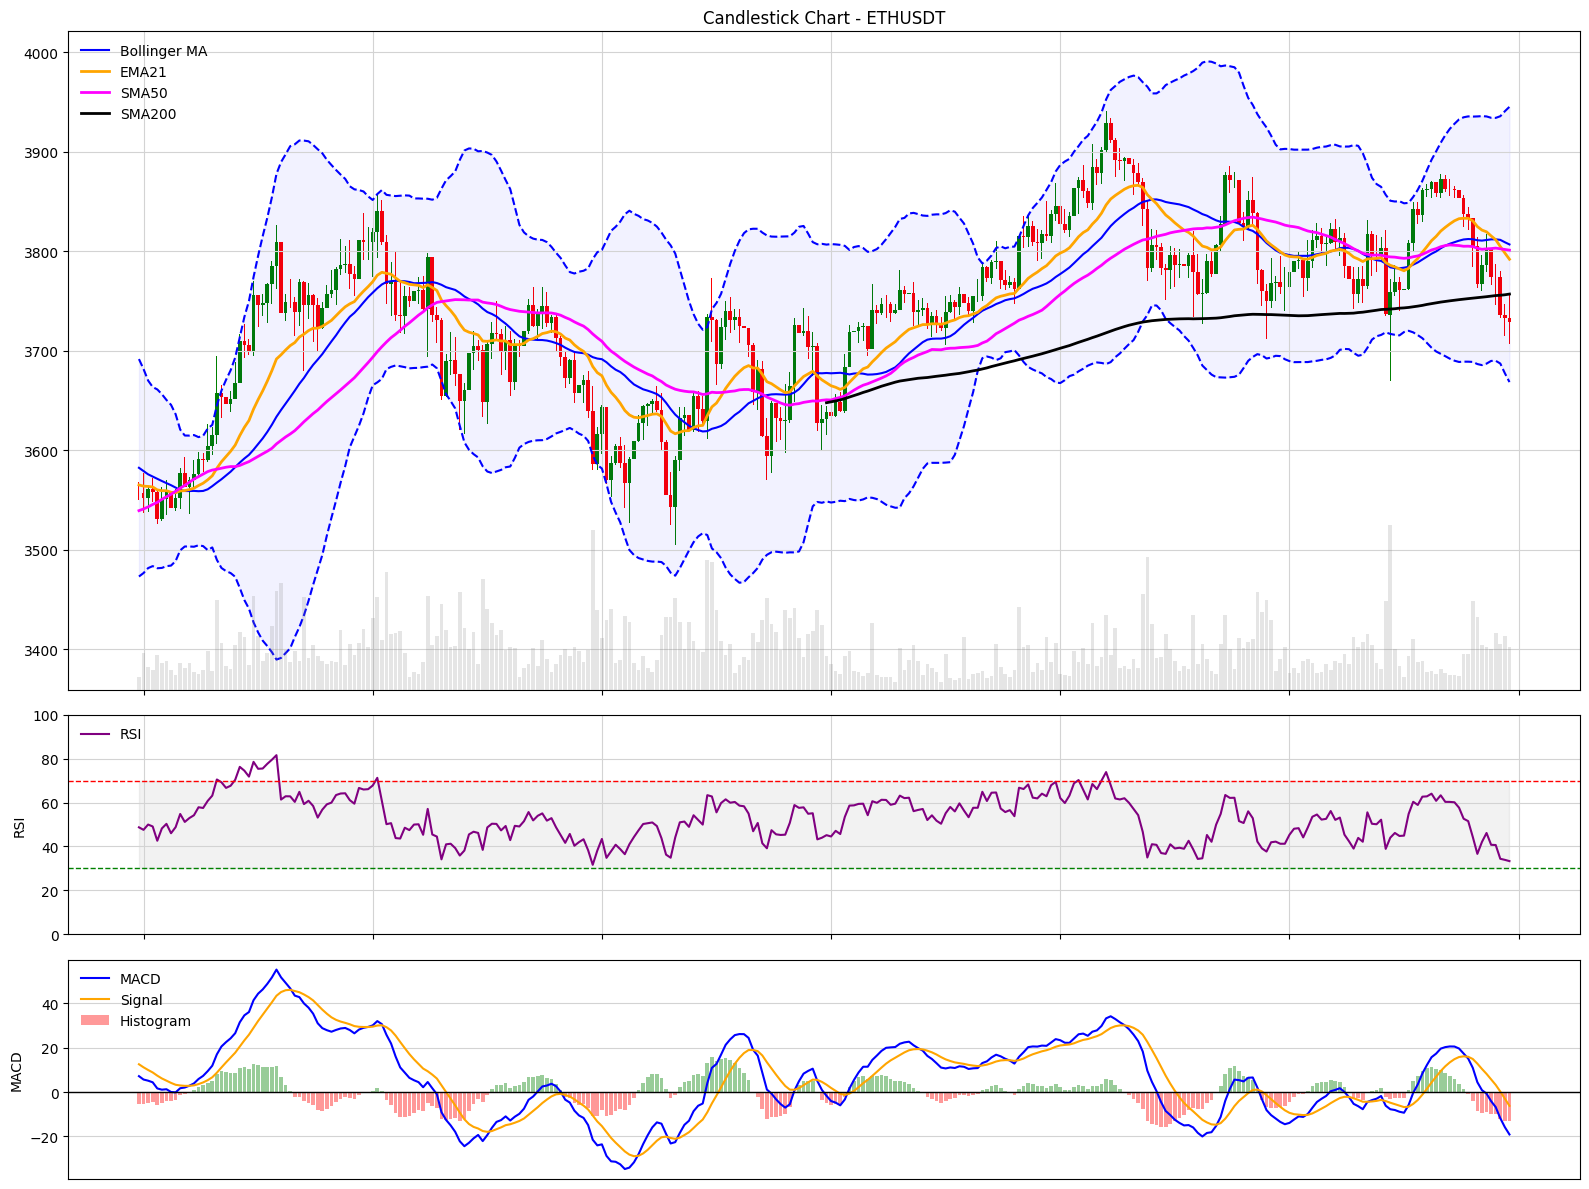 Candlestick Chart - ETHUSDT
Bollinger MA
EMA21
SMA50
SMA200
4000
3900
3800
3700
3600
3500
3400
RSI
RSI
100
80
60
40
20
0
MACD
Signal
Histogram
MACD
40
20
0
−20